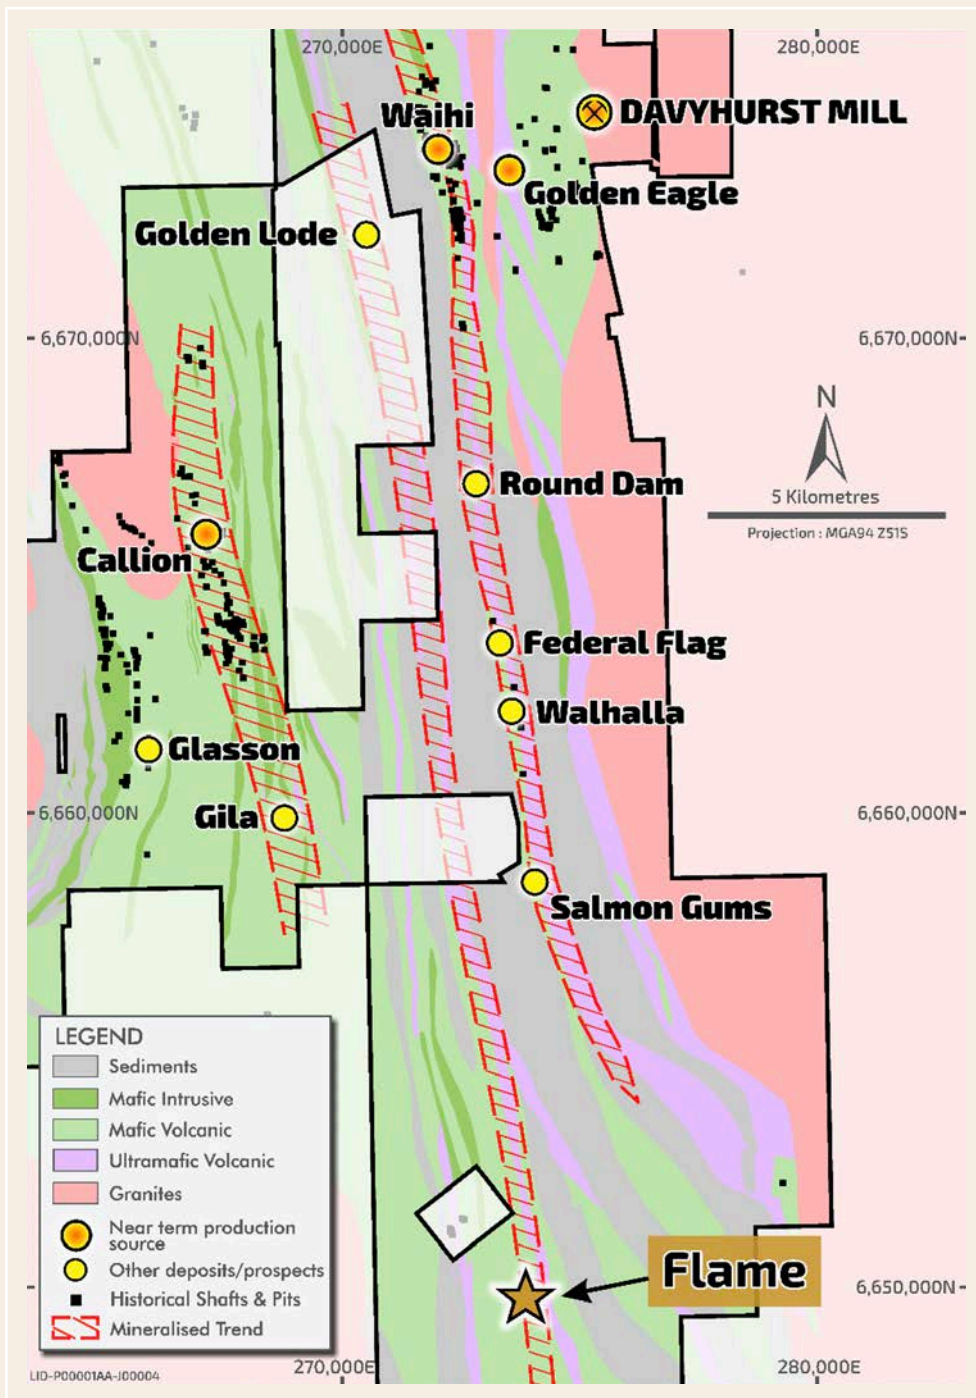 270,000E
280,000E
Waihi
DAVYHURST MILL
Golden Eagle
Golden Lode
6,670,000N
6,670,000N
N
5 Kilometres
Projection : MGA94 Z51S
Round Dam
Callion
Federal Flag
Walhalla
Glasson
Gila
6,660,000N
6,660,000N
Salmon Gums
LEGEND
Sediments
Mafic Intrusive
Mafic Volcanic
Ultramafic Volcanic
Granites
Near term production
source
Other deposits/prospects
Historical Shafts & Pits
Mineralised Trend
Flame
6,650,000N
270,000E
280,000E
LID-P00001AA-J00004